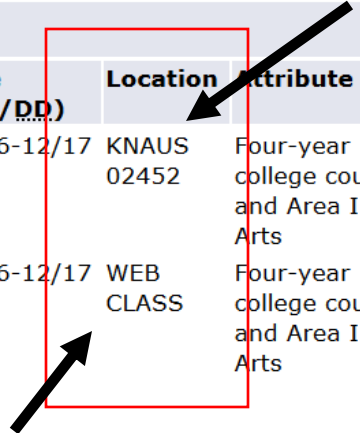 Location Attribute
/DD)
6-12/17 KNAUS Four-year
02452 college cou
and Area I
Arts
6-12/17 WEB Four-year
CLASS college cou
and Area I
Arts